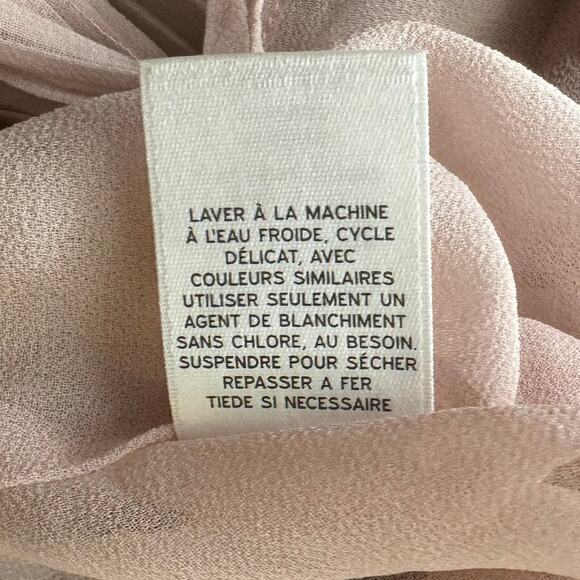 LAVER À LA MACHINE
À L'EAU FROIDE, CYCLE
DÉLICAT, AVEC
COULEURS SIMILAIRES
UTILISER SEULEMENT UN
AGENT DE BLANCHIMENT
SANS CHLORE, AU BESOIN.
SUSPENDRE POUR SÉCHER
REPASSER A FER
TIEDE SI NECESSAIRE